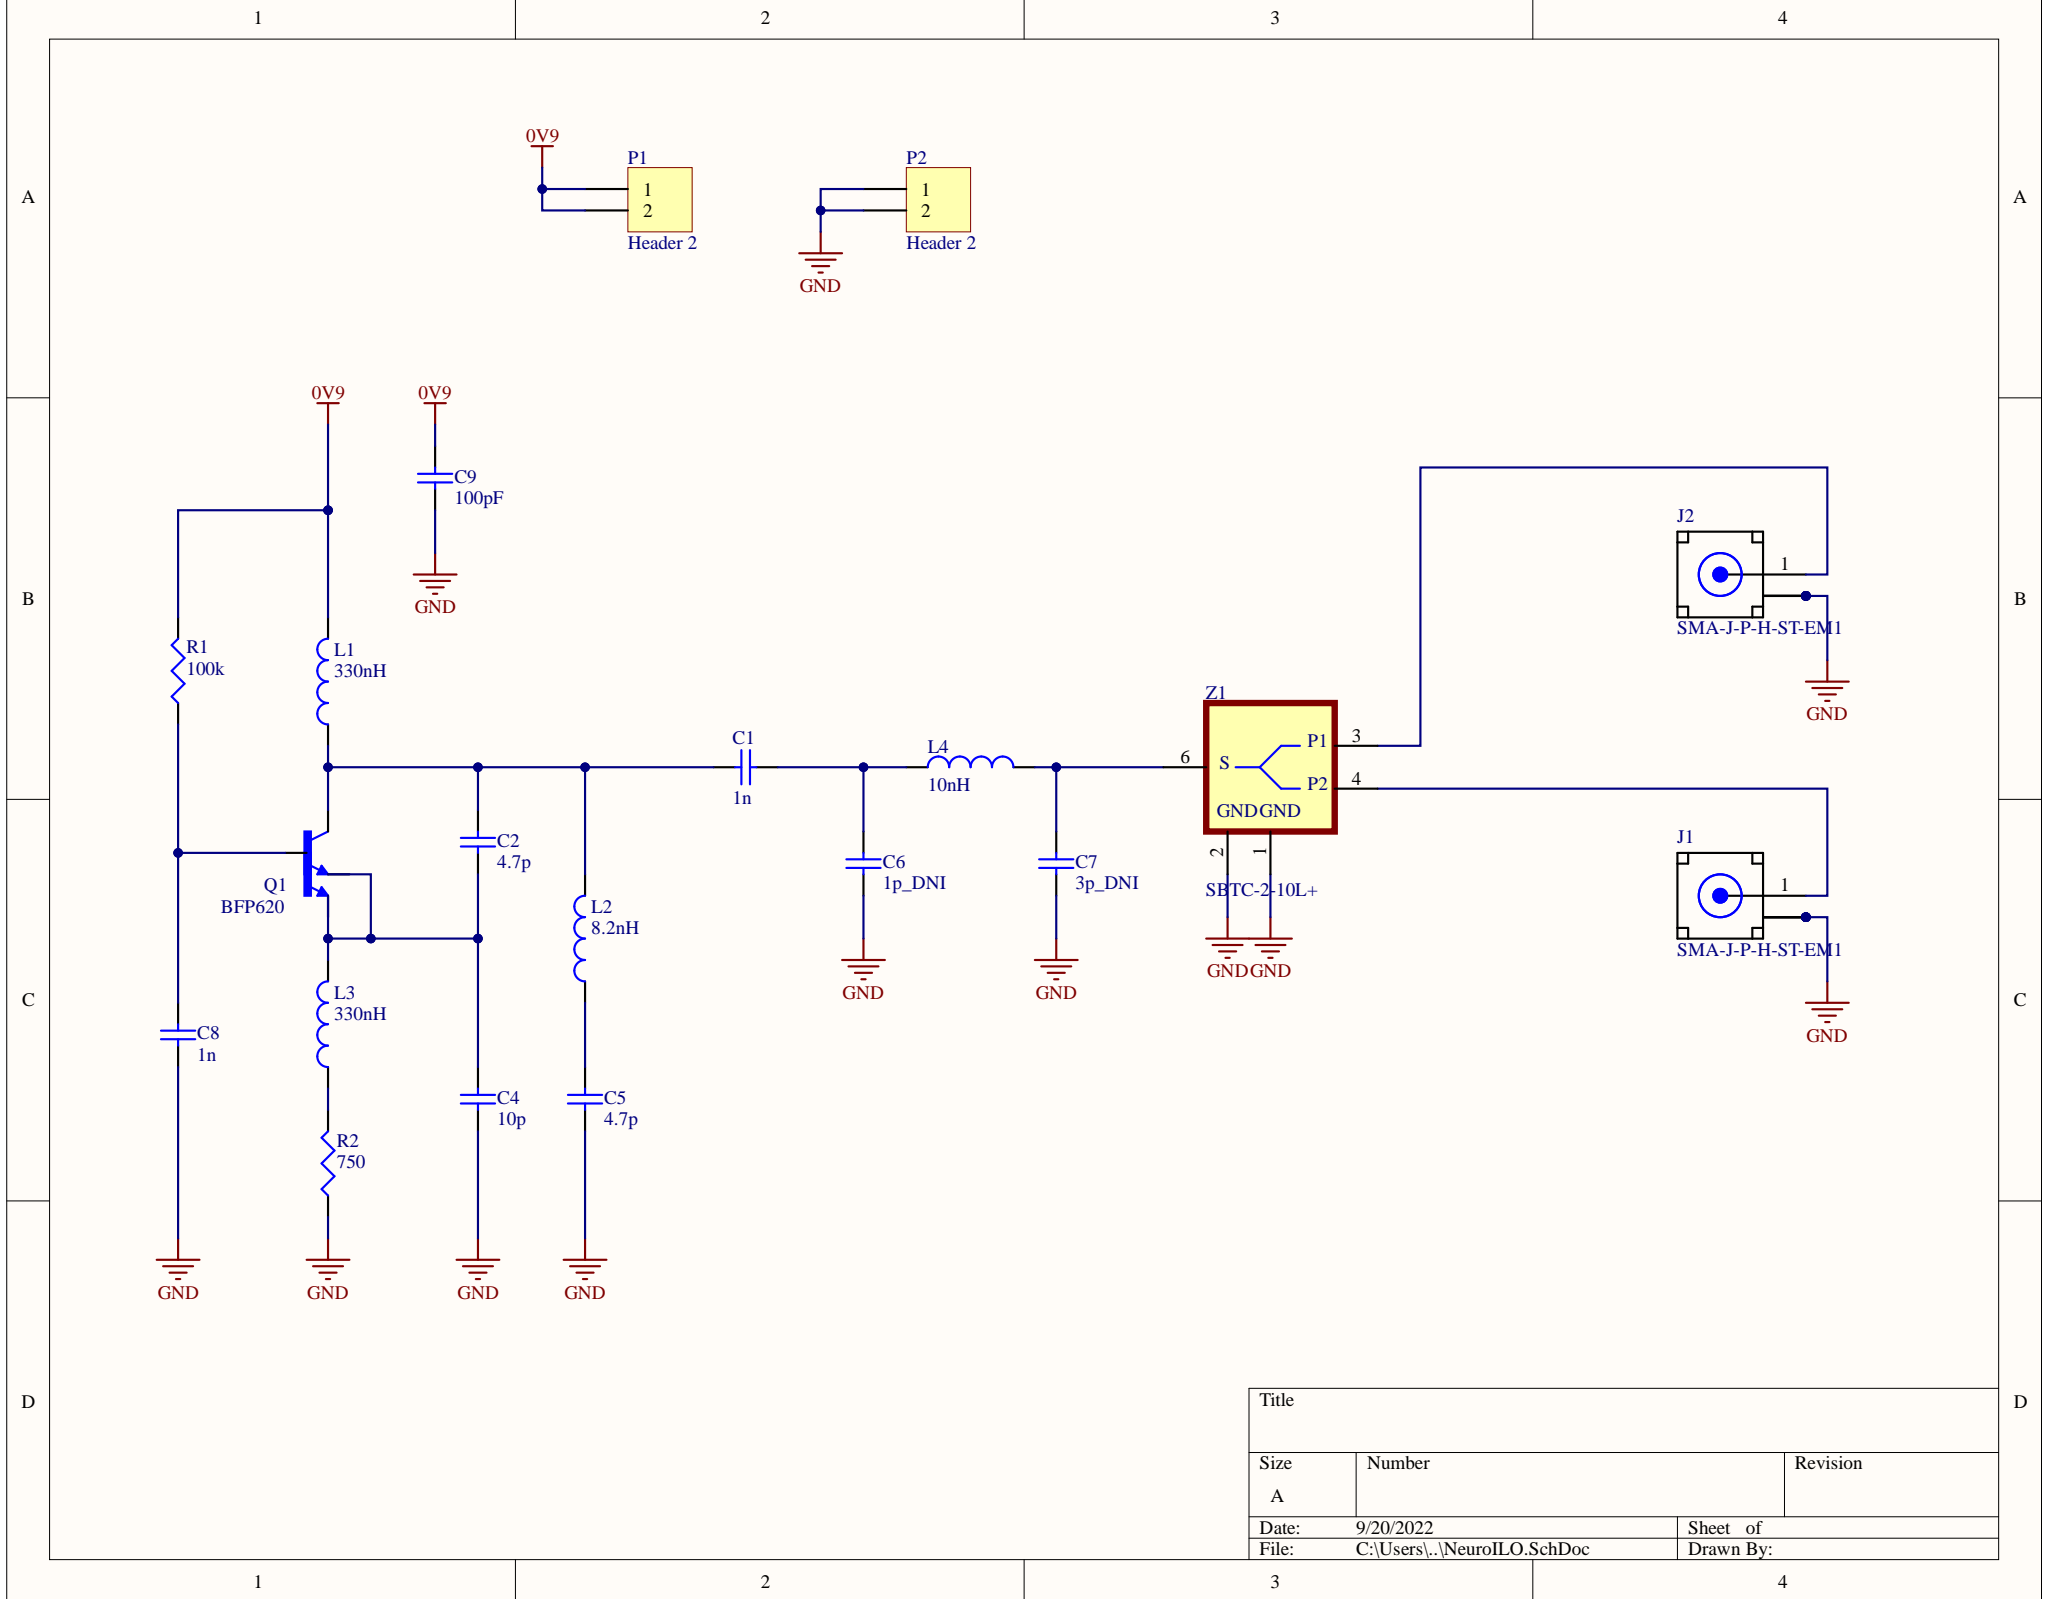 1 2 3 4
A A
0V9
P1
1
2
Header 2
P2
1
2
Header 2
GND
0V9 0V9
C9
100pF
GND
B B
R1
100k
L1
330nH
J2
1
SMA-J-P-H-ST-EM1
GND
Z1
C1
1n
L4
10nH
6
S
P1
3
P2
4
GND GND
2 1
SBTC-2-10L+
GND GND
C2
4.7p
C6
1p_DNI
GND
C7
3p_DNI
GND
J1
1
SMA-J-P-H-ST-EM1
GND
Q1
BFP620
L2
8.2nH
C C
L3
330nH
C8
1n
C4
10p
C5
4.7p
R2
750
GND GND GND GND
D D
Title
Size Number Revision
A
Date: 9/20/2022 Sheet of
File: C:\Users\..\NeuroILO.SchDoc Drawn By:
1 2 3 4